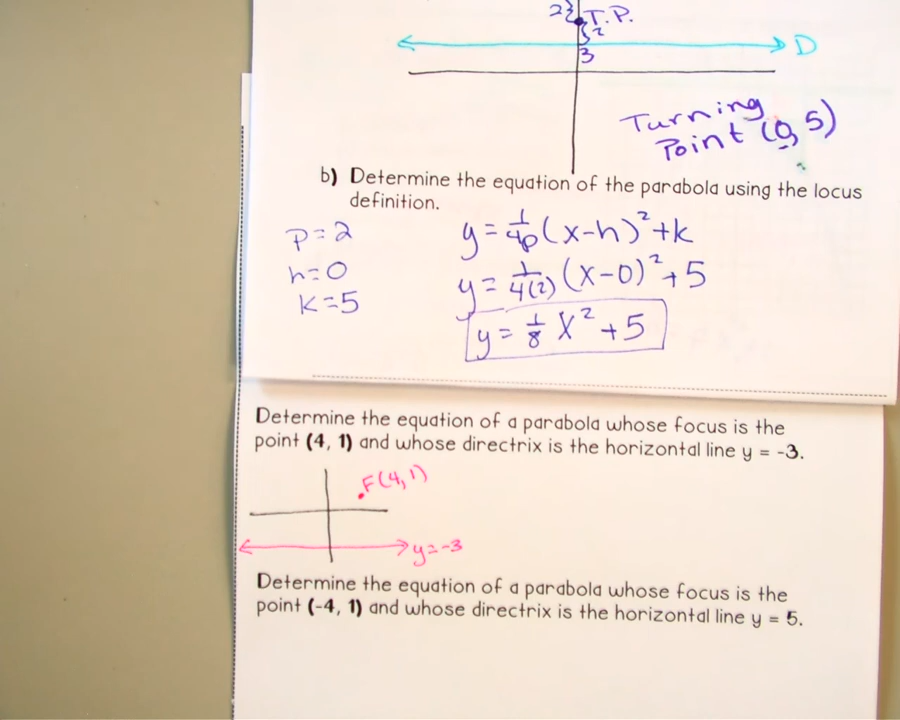 2{ T.P.
{2
D
3
Turning
Point (0, 5)
b) Determine the equation of the parabola using the locus
definition.
p=2
h=0
k=5
y = 1/4p (x-h)² + k
y = 1/4(2) (x-0)² + 5
y = 1/8 x² + 5
Determine the equation of a parabola whose focus is the
point (4, 1) and whose directrix is the horizontal line y = -3.
F(4,1)
y=-3
Determine the equation of a parabola whose focus is the
point (-4, 1) and whose directrix is the horizontal line y = 5.